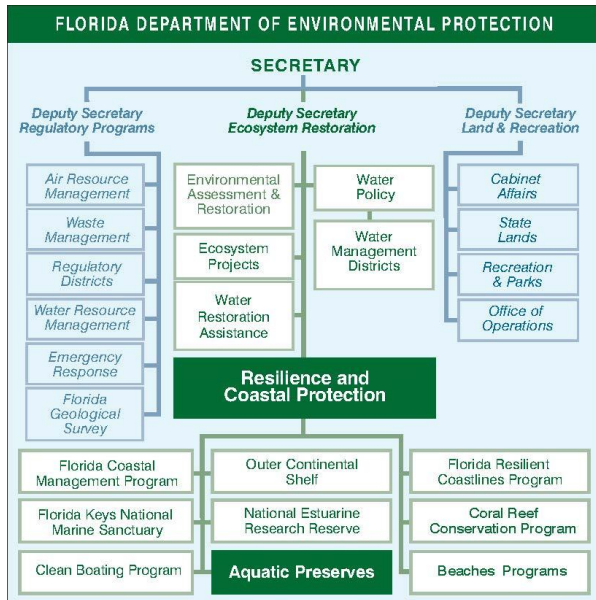 FLORIDA DEPARTMENT OF ENVIRONMENTAL PROTECTION
SECRETARY
Deputy Secretary
Regulatory Programs
Deputy Secretary
Ecosystem Restoration
Deputy Secretary
Land & Recreation
Air Resource
Management
Waste
Management
Regulatory
Districts
Water Resource
Management
Emergency
Response
Florida
Geological
Survey
Environmental
Assessment &
Restoration
Ecosystem
Projects
Water
Restoration
Assistance
Water
Policy
Water
Management
Districts
Cabinet
Affairs
State
Lands
Recreation
& Parks
Office of
Operations
Resilience and
Coastal Protection
Florida Coastal
Management Program
Outer Continental
Shelf
Florida Resilient
Coastlines Program
Florida Keys National
Marine Sanctuary
National Estuarine
Research Reserve
Coral Reef
Conservation Program
Clean Boating Program
Aquatic Preserves
Beaches Programs